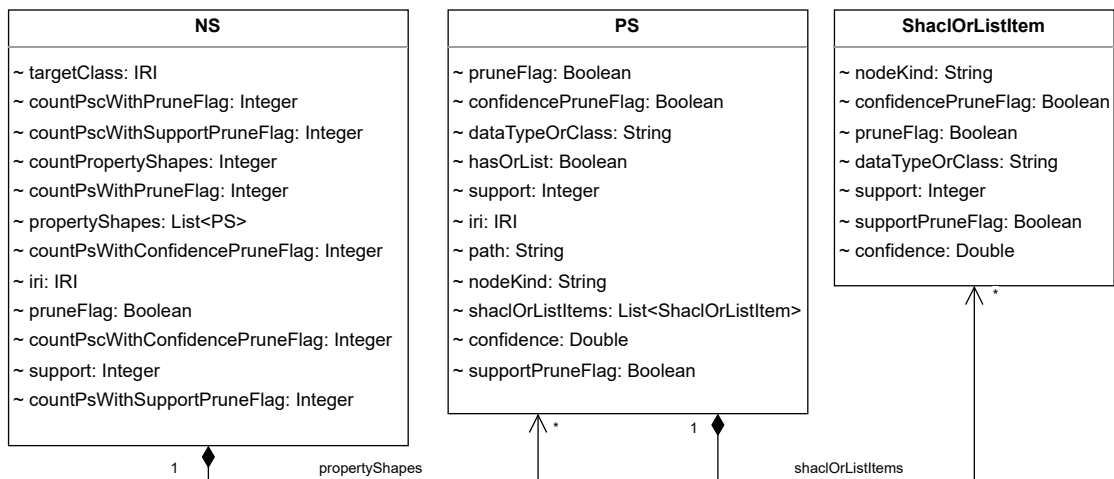 NS
~ targetClass: IRI
~ countPscWithPruneFlag: Integer
~ countPscWithSupportPruneFlag: Integer
~ countPropertyShapes: Integer
~ countPsWithPruneFlag: Integer
~ propertyShapes: List<PS>
~ countPsWithConfidencePruneFlag: Integer
~ iri: IRI
~ pruneFlag: Boolean
~ countPscWithConfidencePruneFlag: Integer
~ support: Integer
~ countPsWithSupportPruneFlag: Integer
PS
~ pruneFlag: Boolean
~ confidencePruneFlag: Boolean
~ dataTypeOrClass: String
~ hasOrList: Boolean
~ support: Integer
~ iri: IRI
~ path: String
~ nodeKind: String
~ shaclOrListItems: List<ShaclOrListItem>
~ confidence: Double
~ supportPruneFlag: Boolean
ShaclOrListItem
~ nodeKind: String
~ confidencePruneFlag: Boolean
~ pruneFlag: Boolean
~ dataTypeOrClass: String
~ support: Integer
~ supportPruneFlag: Boolean
~ confidence: Double
1
propertyShapes
*
1
shaclOrListItems
*